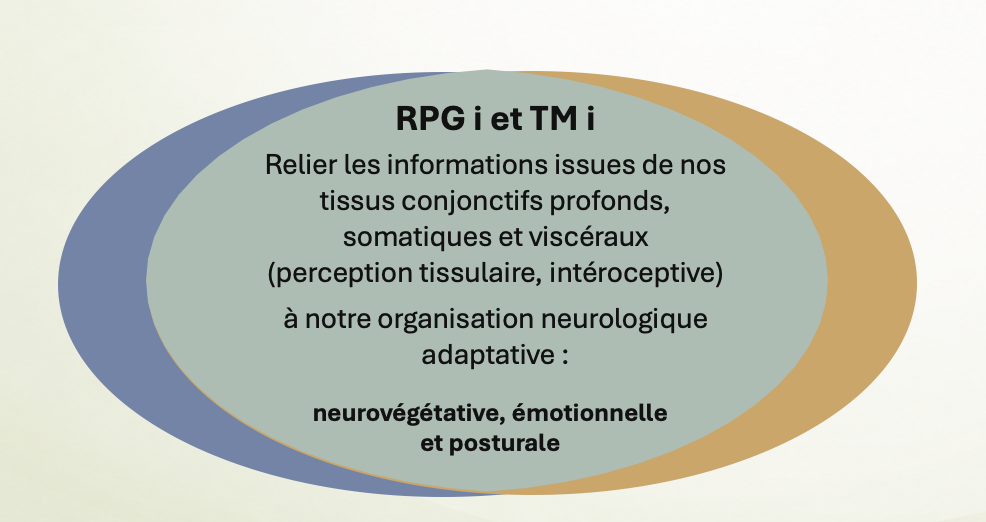 RPG i et TM i
Relier les informations issues de nos
tissus conjonctifs profonds,
somatiques et viscéraux
(perception tissulaire, intéroceptive)
à notre organisation neurologique
adaptative :
neurovégétative, émotionnelle
et posturale